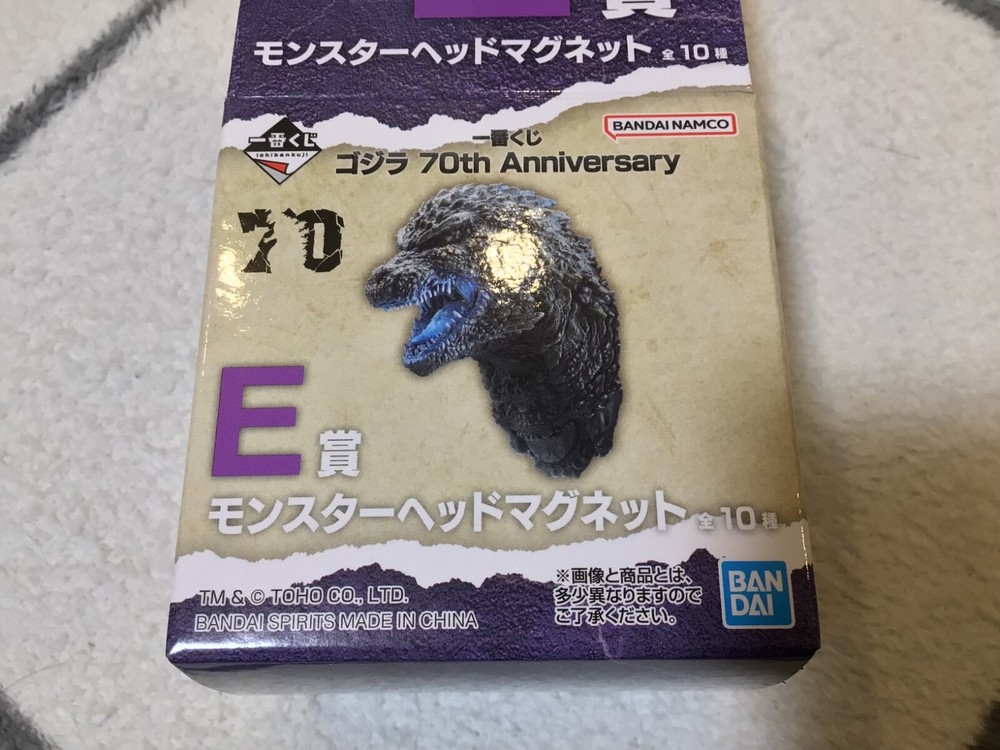 賞
モンスターヘッドマグネット 全10種
一番くじ
ichibankuji
一番くじ
BANDAI NAMCO
ゴジラ 70th Anniversary
70
E賞
モンスターヘッドマグネット 全10種
TM & © TOHO CO., LTD.
BANDAI SPIRITS MADE IN CHINA
※画像と商品とは、
多少異なりますので
ご了承ください。
BAN
DAI